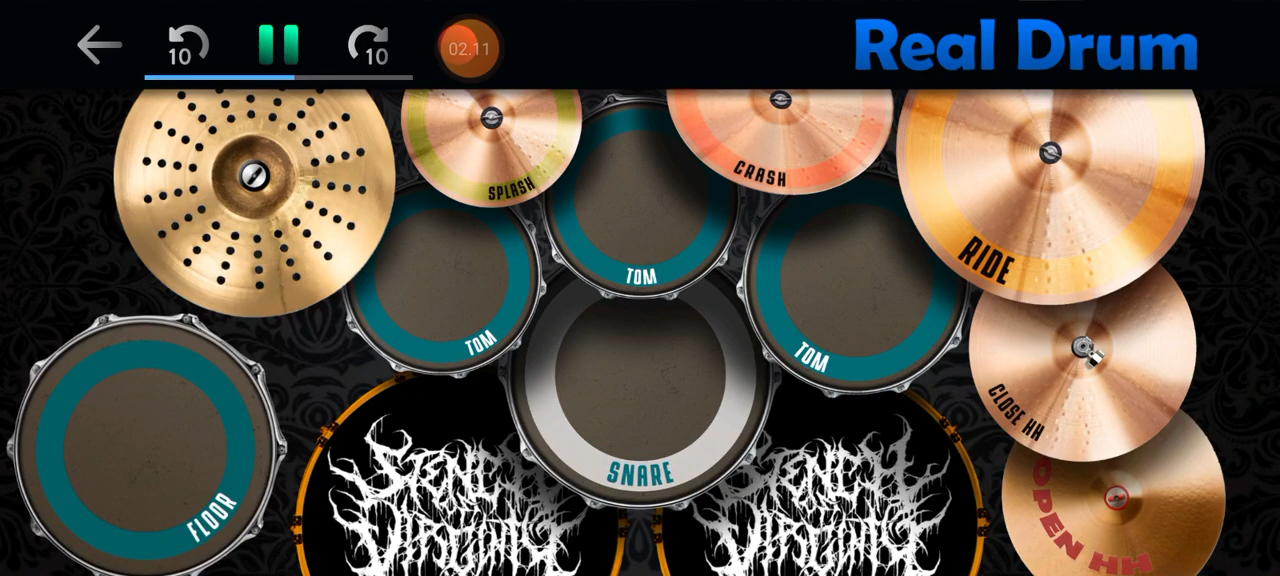 10
10
02.11
Real Drum
SPLASH
CRASH
RIDE
TOM
TOM
TOM
SNARE
FLOOR
CLOSE HH
OPEN HH